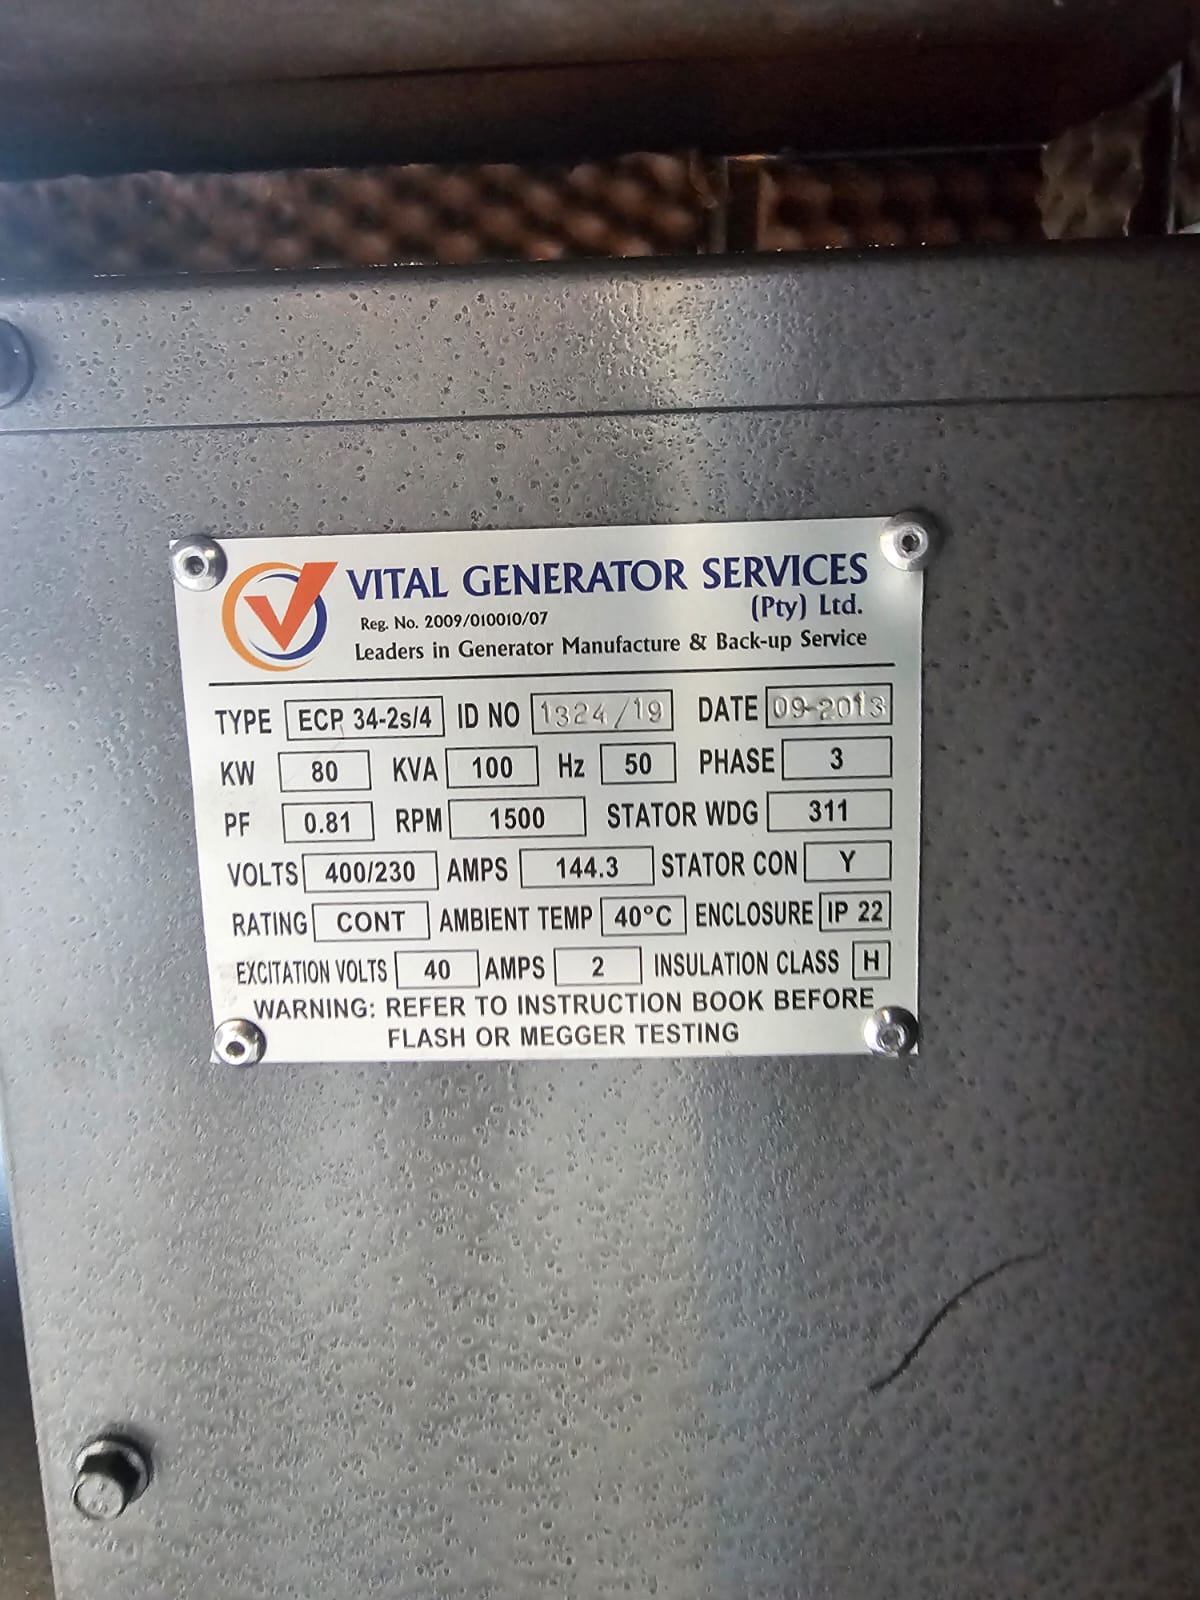 VITAL GENERATOR SERVICES
(Pty) Ltd.
Reg. No. 2009/010010/07
Leaders in Generator Manufacture & Back-up Service
TYPE ECP 34-2s/4 ID NO 1324/19 DATE 09-2013
KW 80 KVA 100 Hz 50 PHASE 3
PF 0.81 RPM 1500 STATOR WDG 311
VOLTS 400/230 AMPS 144.3 STATOR CON Y
RATING CONT AMBIENT TEMP 40°C ENCLOSURE IP 22
EXCITATION VOLTS 40 AMPS 2 INSULATION CLASS H
WARNING: REFER TO INSTRUCTION BOOK BEFORE
FLASH OR MEGGER TESTING